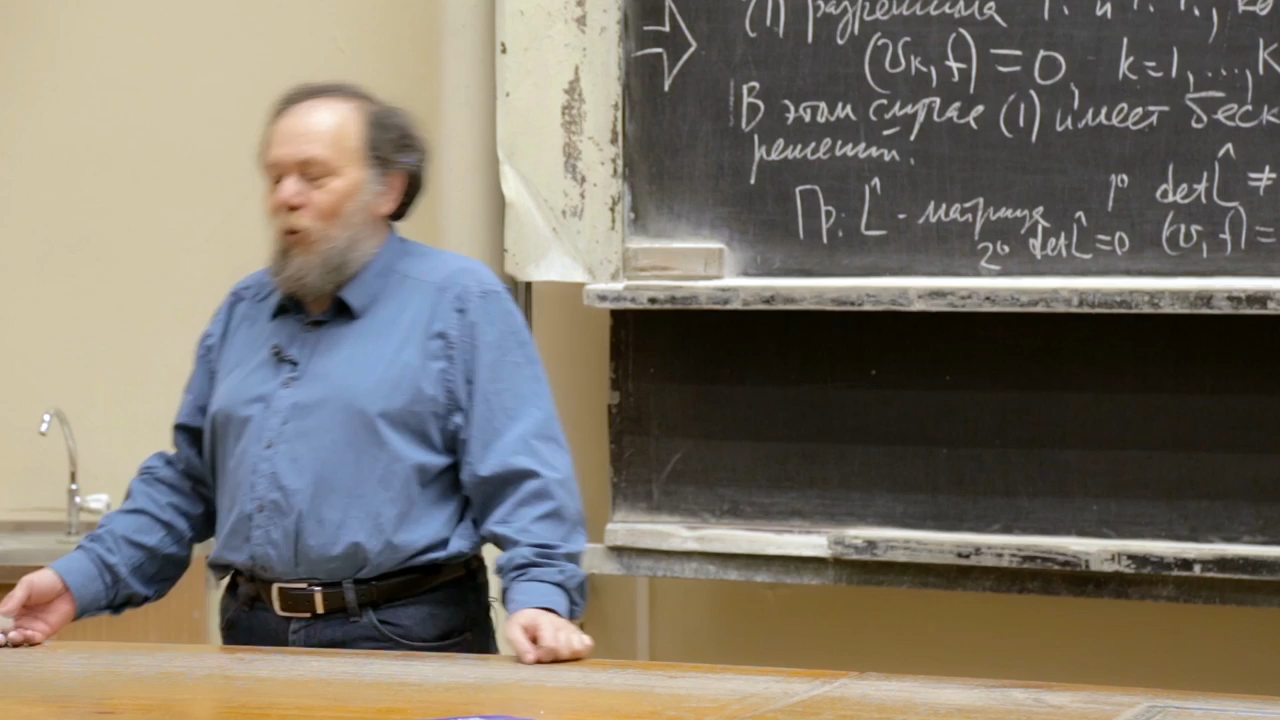 (1) разрешима
(v_k, f) = 0 k=1,...,K
В этом случае (1) имеет беск
решений.
Пр: L̂ - матрица 1° det L̂ ≠
2° det L̂ = 0 (v, f) =